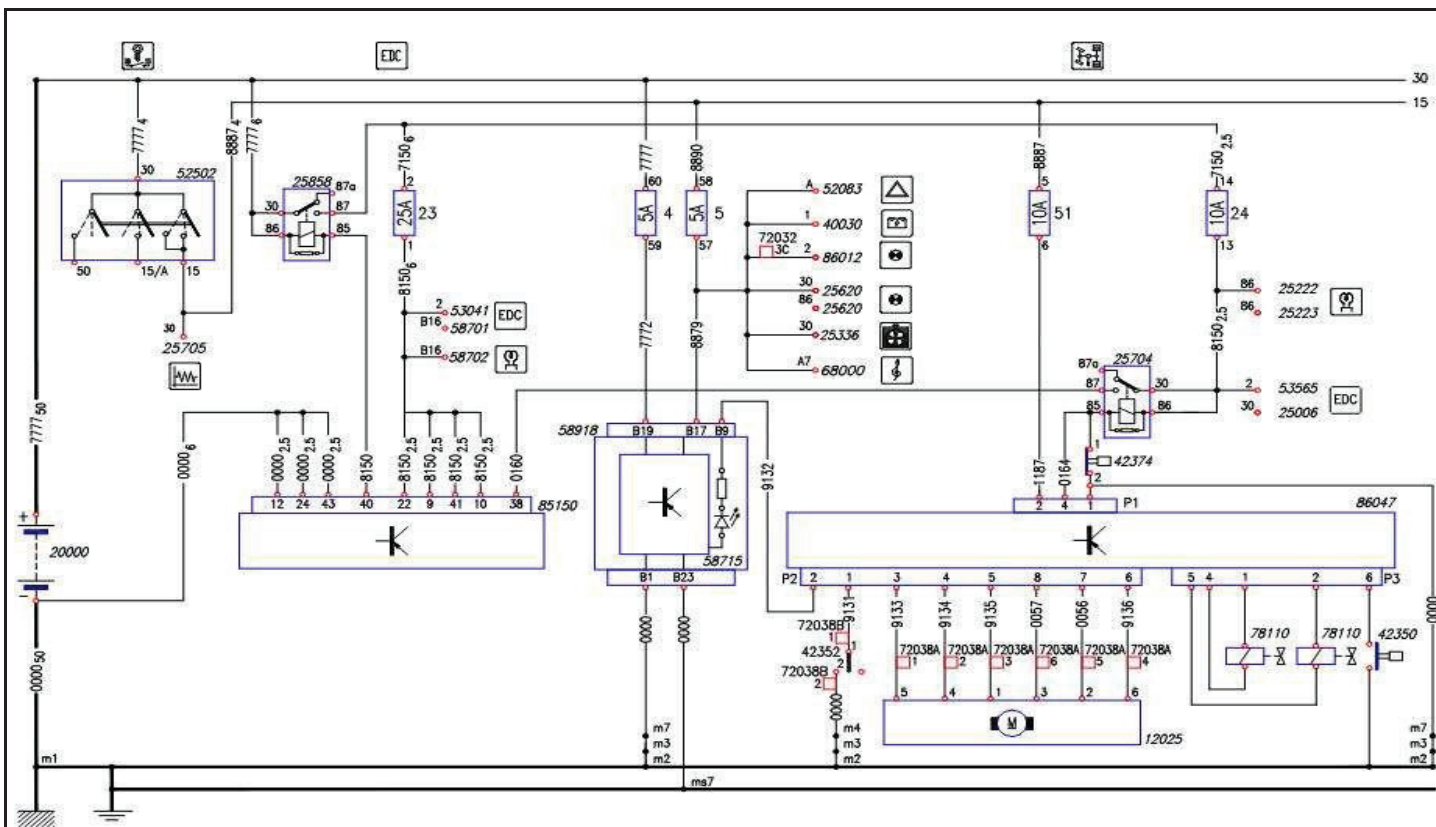 EDC
30
15
7777 4
8887 4
7777 6
7150 6
7777
8890
8887
7150 2.5
30 52502
50 15/A 15
30
25705
25858
87a
30 87
86 85
2
25A 23
1
8150 6
2 53041 EDC
B16 58701
B16 58702
60
5A 4
59
58
5A 5
57
A 52083
1 40030
72032
3C 2 86012
30 25620
86 25620
30 25336
A7 68000
5
10A 51
6
14
10A 24
13
86 25222
86 25223
8150 2.5
7772
8879
25704
87a
87 30
85 86
2 53565
30 25006
EDC
1
42374
2
7777 50
0000 6
0000 2.5
0000 2.5
0000 2.5
8150
8150 2.5
8150 2.5
8150 2.5
8150 2.5
0160
12 24 43 40 22 9 41 10 38 85150
58918 B19 B17 B9
9132
58715
B1 B23
1187
0164
2 4 1 P1
86047
+
20000
-
P2 2 1 3 4 5 8 7 6
5 4 1 2 6 P3
0000
0000
9131
9133
9134
9135
0057
0056
9136
72038B
1 1
42352
2
72038B
2
0000
72038A 72038A 72038A 72038A 72038A 72038A
1 2 3 6 5 4
5 4 1 3 2 6
M
12025
78110 78110 42350
0000
0000 50
m7
m3
m2
m4
m3
m2
m7
m3
m2
m1
ms7